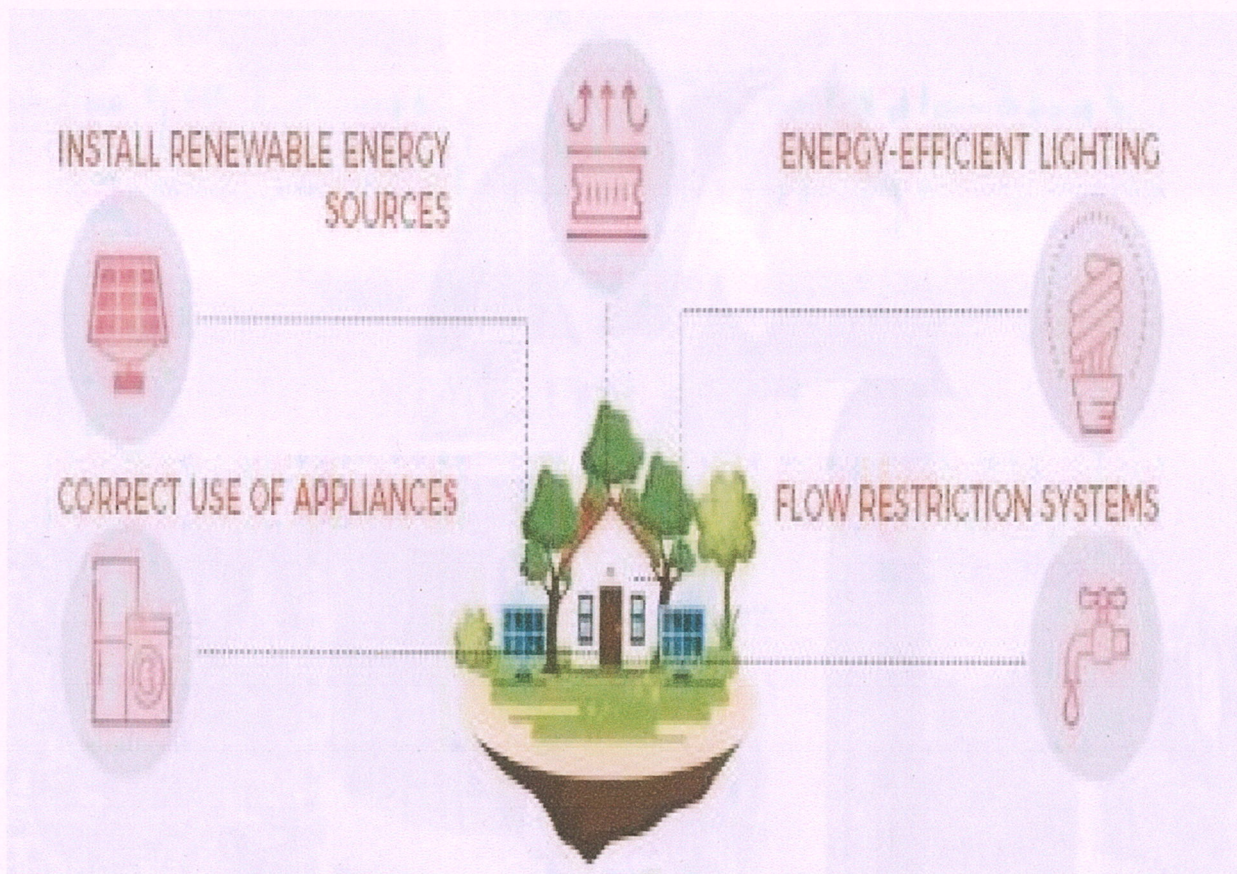 INSTALL RENEWABLE ENERGY
SOURCES
ENERGY-EFFICIENT LIGHTING
CORRECT USE OF APPLIANCES
FLOW RESTRICTION SYSTEMS